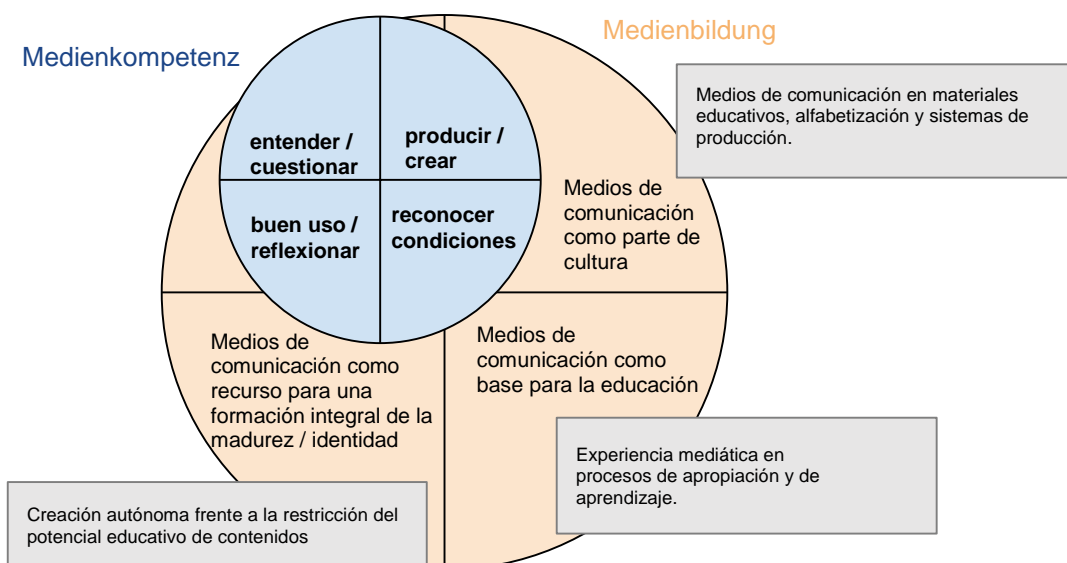 Medienbildung
Medienkompetenz
Medios de comunicación en materiales
educativos, alfabetización y sistemas de
producción.
entender /
cuestionar
producir /
crear
buen uso /
reflexionar
reconocer
condiciones
Medios de
comunicación
como parte de
cultura
Medios de
comunicación como
recurso para una
formación integral de la
madurez / identidad
Medios de
comunicación como
base para la educación
Experiencia mediática en
procesos de apropiación y de
aprendizaje.
Creación autónoma frente a la restricción del
potencial educativo de contenidos